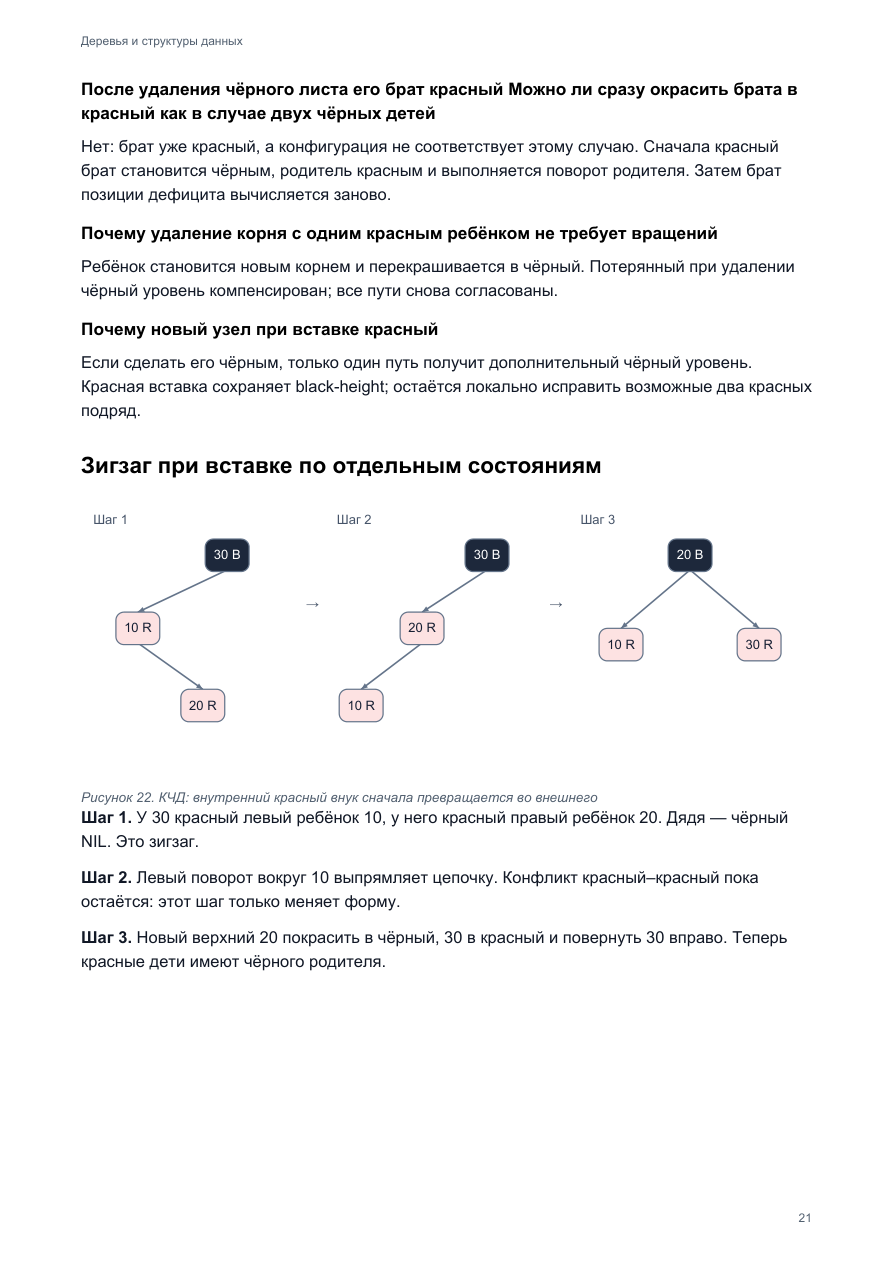 Деревья и структуры данных
После удаления чёрного листа его брат красный Можно ли сразу окрасить брата в
красный как в случае двух чёрных детей
Нет: брат уже красный, а конфигурация не соответствует этому случаю. Сначала красный
брат становится чёрным, родитель красным и выполняется поворот родителя. Затем брат
позиции дефицита вычисляется заново.
Почему удаление корня с одним красным ребёнком не требует вращений
Ребёнок становится новым корнем и перекрашивается в чёрный. Потерянный при удалении
чёрный уровень компенсирован; все пути снова согласованы.
Почему новый узел при вставке красный
Если сделать его чёрным, только один путь получит дополнительный чёрный уровень.
Красная вставка сохраняет black-height; остаётся локально исправить возможные два красных
подряд.
Зигзаг при вставке по отдельным состояниям
Шаг 1
30 B
10 R
20 R
→
Шаг 2
30 B
20 R
10 R
→
Шаг 3
20 B
10 R
30 R
Рисунок 22. КЧД: внутренний красный внук сначала превращается во внешнего
Шаг 1. У 30 красный левый ребёнок 10, у него красный правый ребёнок 20. Дядя — чёрный
NIL. Это зигзаг.
Шаг 2. Левый поворот вокруг 10 выпрямляет цепочку. Конфликт красный–красный пока
остаётся: этот шаг только меняет форму.
Шаг 3. Новый верхний 20 покрасить в чёрный, 30 в красный и повернуть 30 вправо. Теперь
красные дети имеют чёрного родителя.
21